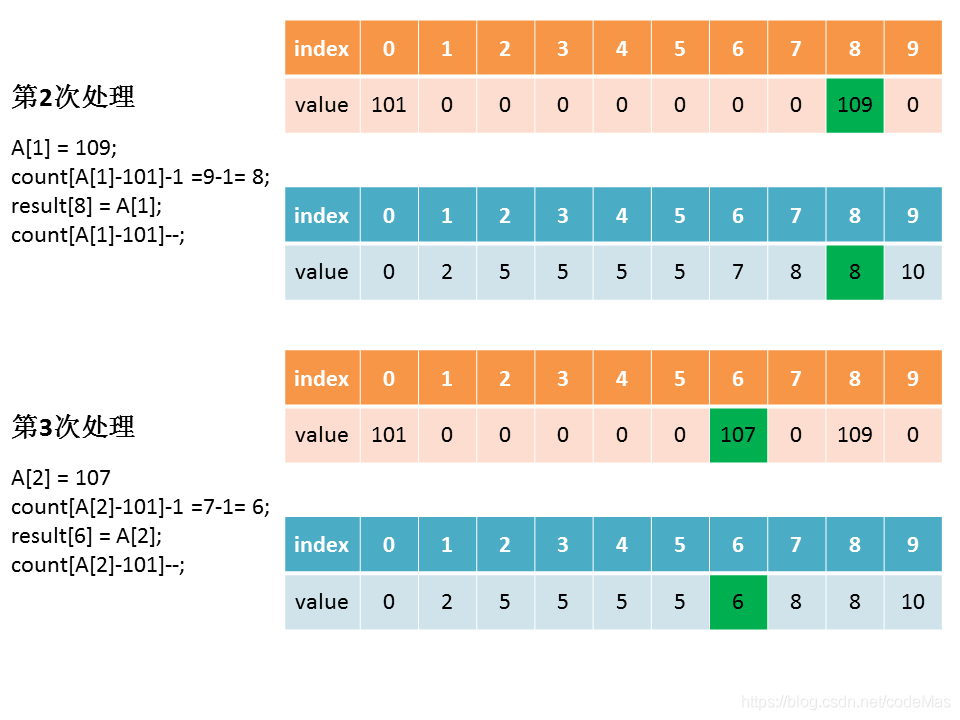 第2次处理
A[1] = 109;
count[A[1]-101]-1 =9-1= 8;
result[8] = A[1];
count[A[1]-101]--;
index 0 1 2 3 4 5 6 7 8 9
value 101 0 0 0 0 0 0 0 109 0
index 0 1 2 3 4 5 6 7 8 9
value 0 2 5 5 5 5 7 8 8 10
第3次处理
A[2] = 107
count[A[2]-101]-1 =7-1= 6;
result[6] = A[2];
count[A[2]-101]--;
index 0 1 2 3 4 5 6 7 8 9
value 101 0 0 0 0 0 107 0 109 0
index 0 1 2 3 4 5 6 7 8 9
value 0 2 5 5 5 5 6 8 8 10
https://blog.csdn.net/codeMas